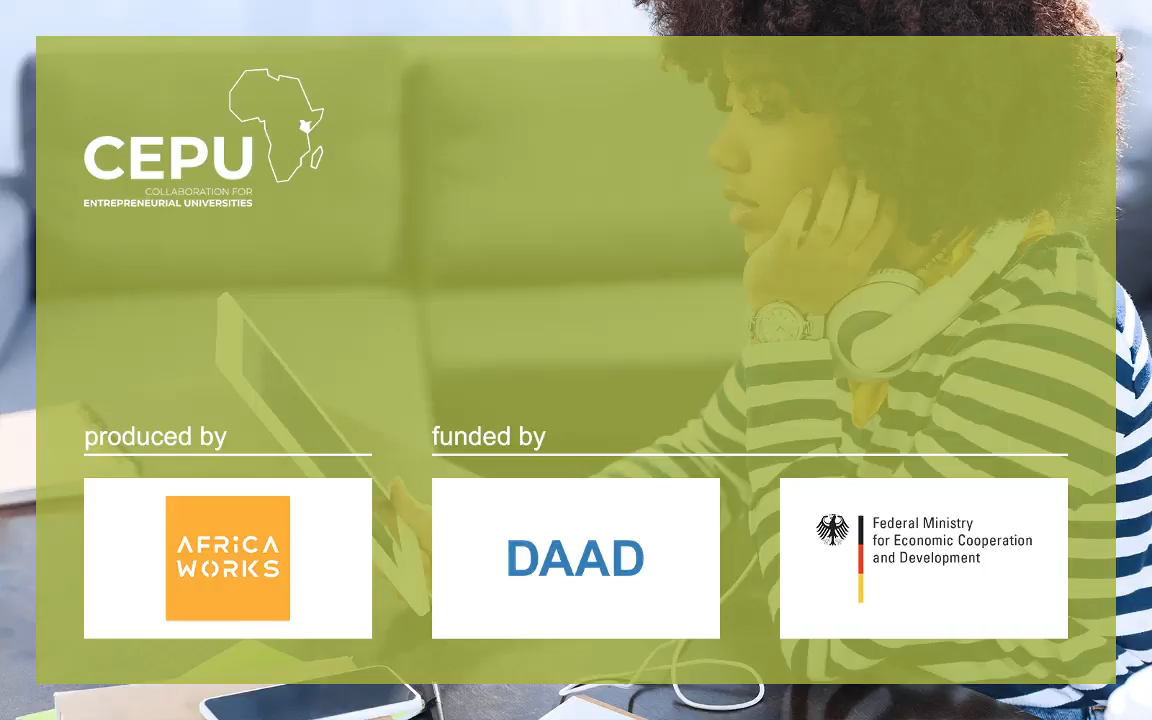 CEPU
COLLABORATION FOR
ENTREPRENEURIAL UNIVERSITIES
produced by
funded by
AFRICA
WORKS
DAAD
Federal Ministry
for Economic Cooperation
and Development